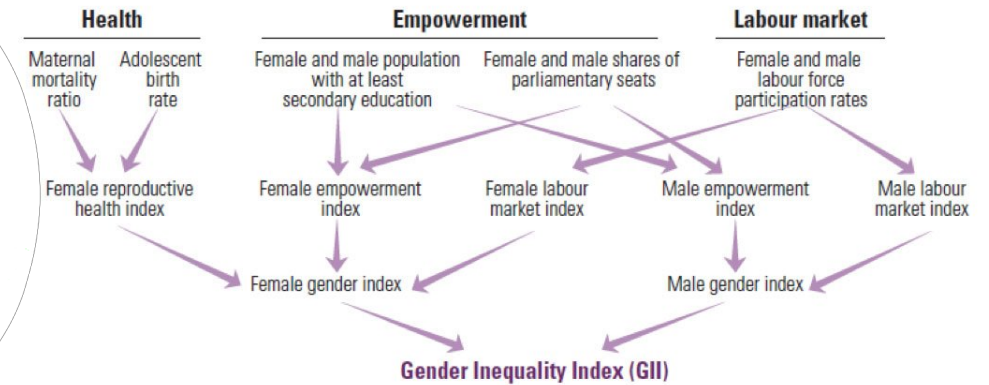 Health
Empowerment
Labour market
Maternal
mortality
ratio
Adolescent
birth
rate
Female and male population
with at least
secondary education
Female and male shares of
parliamentary seats
Female and male
labour force
participation rates
Female reproductive
health index
Female empowerment
index
Female labour
market index
Male empowerment
index
Male labour
market index
Female gender index
Male gender index
Gender Inequality Index (GII)